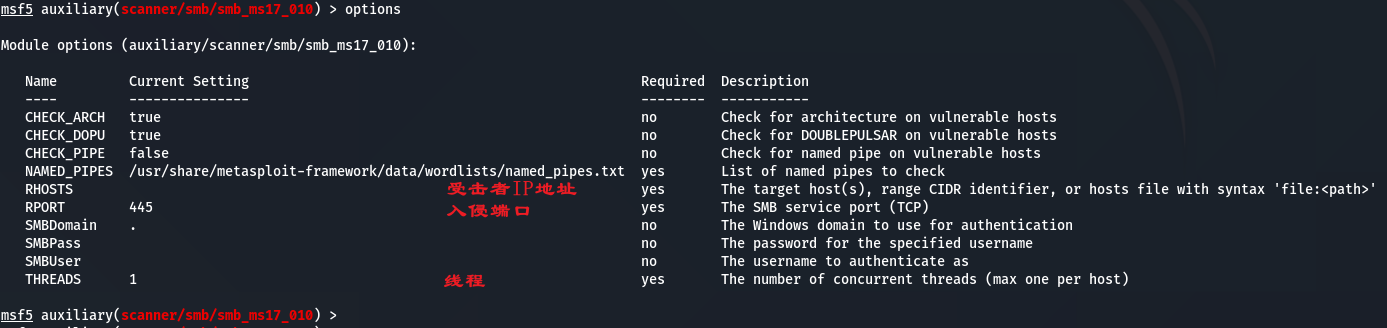 msf5 auxiliary(scanner/smb/smb_ms17_010) > options
Module options (auxiliary/scanner/smb/smb_ms17_010):
Name Current Setting Required Description
---- --------------- -------- -----------
CHECK_ARCH true no Check for architecture on vulnerable hosts
CHECK_DOPU true no Check for DOUBLEPULSAR on vulnerable hosts
CHECK_PIPE false no Check for named pipe on vulnerable hosts
NAMED_PIPES /usr/share/metasploit-framework/data/wordlists/named_pipes.txt yes List of named pipes to check
RHOSTS 受击者IP地址 yes The target host(s), range CIDR identifier, or hosts file with syntax 'file:<path>'
RPORT 445 入侵端口 yes The SMB service port (TCP)
SMBDomain . no The Windows domain to use for authentication
SMBPass no The password for the specified username
SMBUser no The username to authenticate as
THREADS 1 线程 yes The number of concurrent threads (max one per host)
msf5 auxiliary(scanner/smb/smb_ms17_010) >